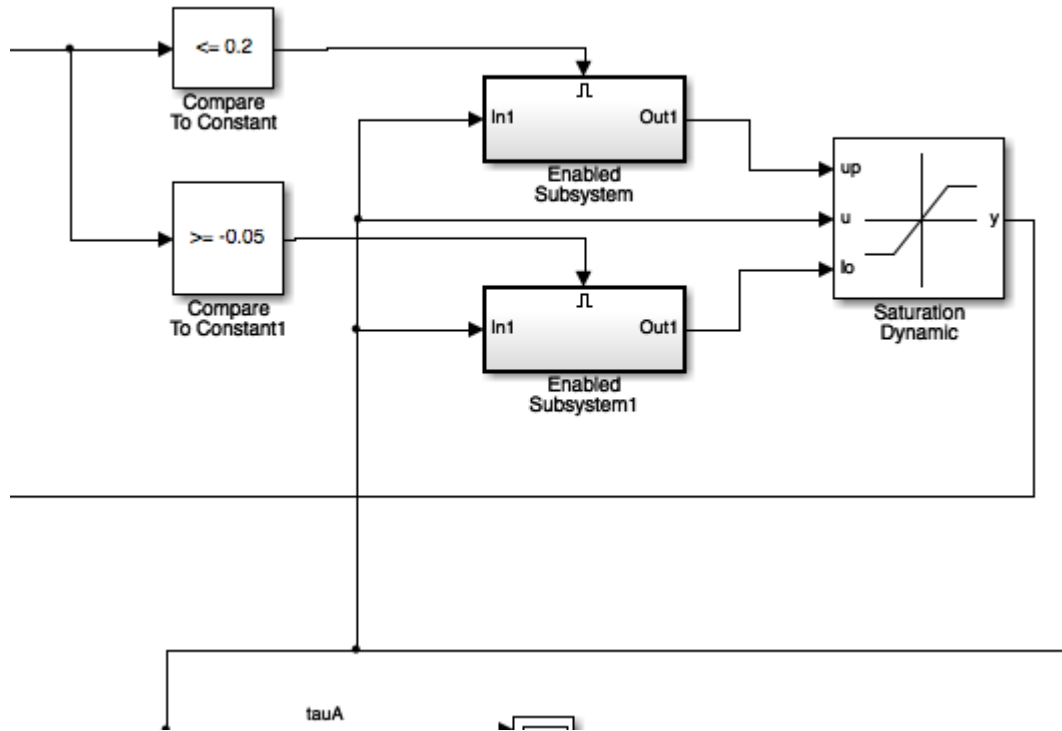 <= 0.2
Compare
To Constant
In1
Out1
Enabled
Subsystem
up
u
y
lo
Saturation
Dynamic
>= -0.05
Compare
To Constant1
In1
Out1
Enabled
Subsystem1
tauA